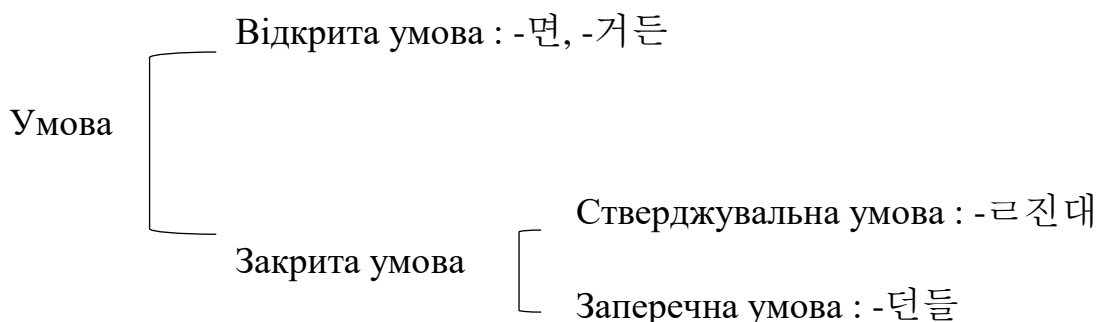 Відкрита умова : -면, -거든
Умова
Стверджувальна умова : -ㄹ진대
Закрита умова
Заперечна умова : -던들